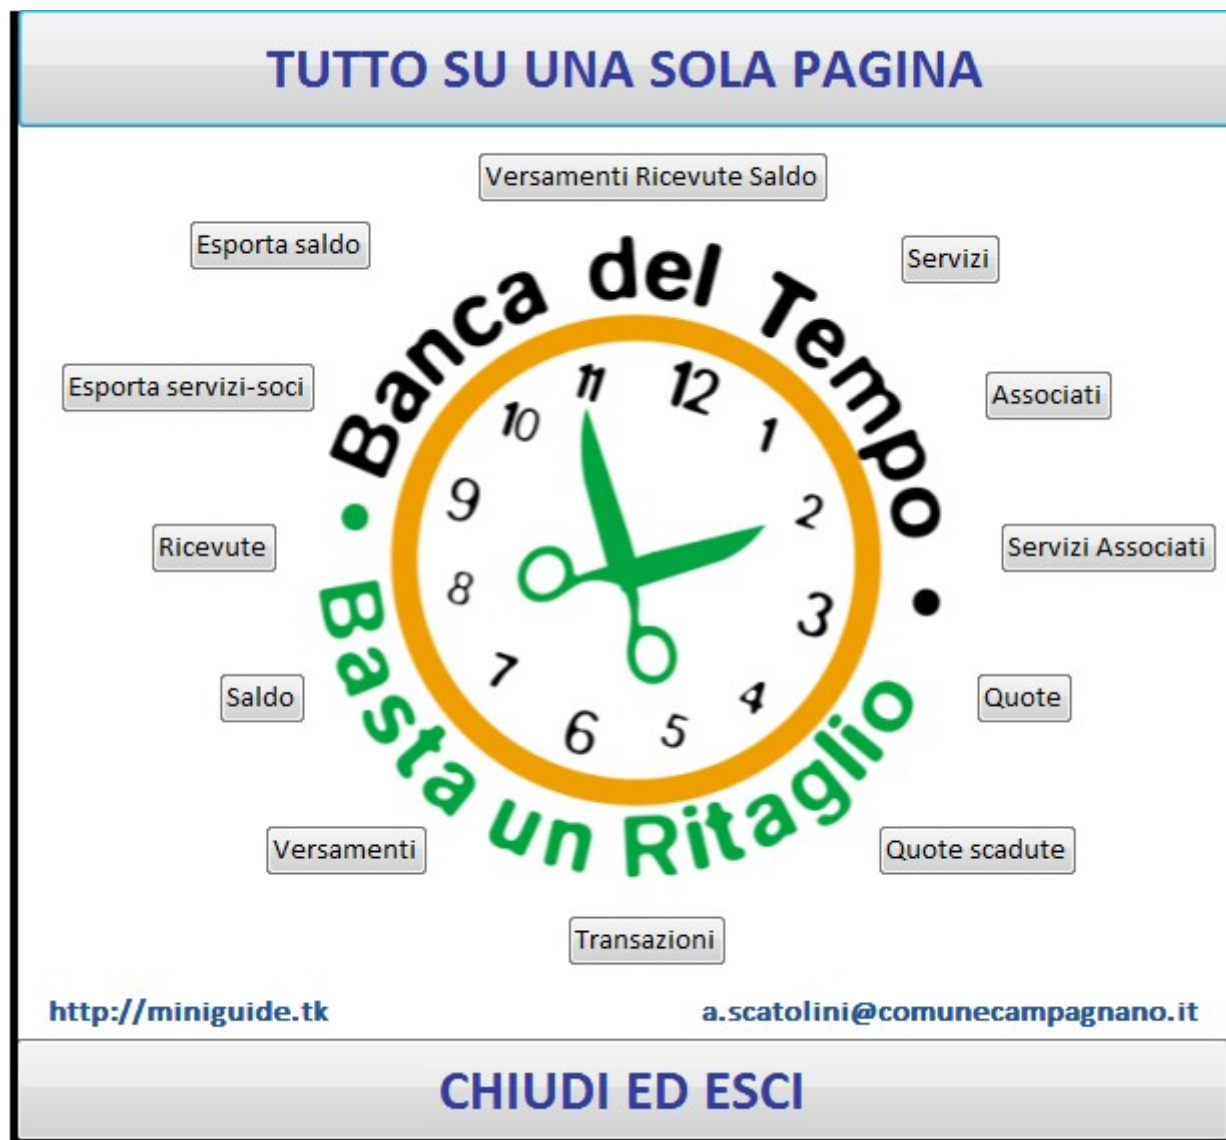 TUTTO SU UNA SOLA PAGINA
Versamenti Ricevute Saldo
Esporta saldo
Servizi
Banca del Tempo
Esporta servizi-soci
Associati
11 12
10 1
9 2
Ricevute
Servizi Associati
8 3
7 4
6 5
Saldo
Quote
Basta un Ritaglio
Versamenti
Quote scadute
Transazioni
http://miniguide.tk
a.scatolini@comunecampagnano.it
CHIUDI ED ESCI